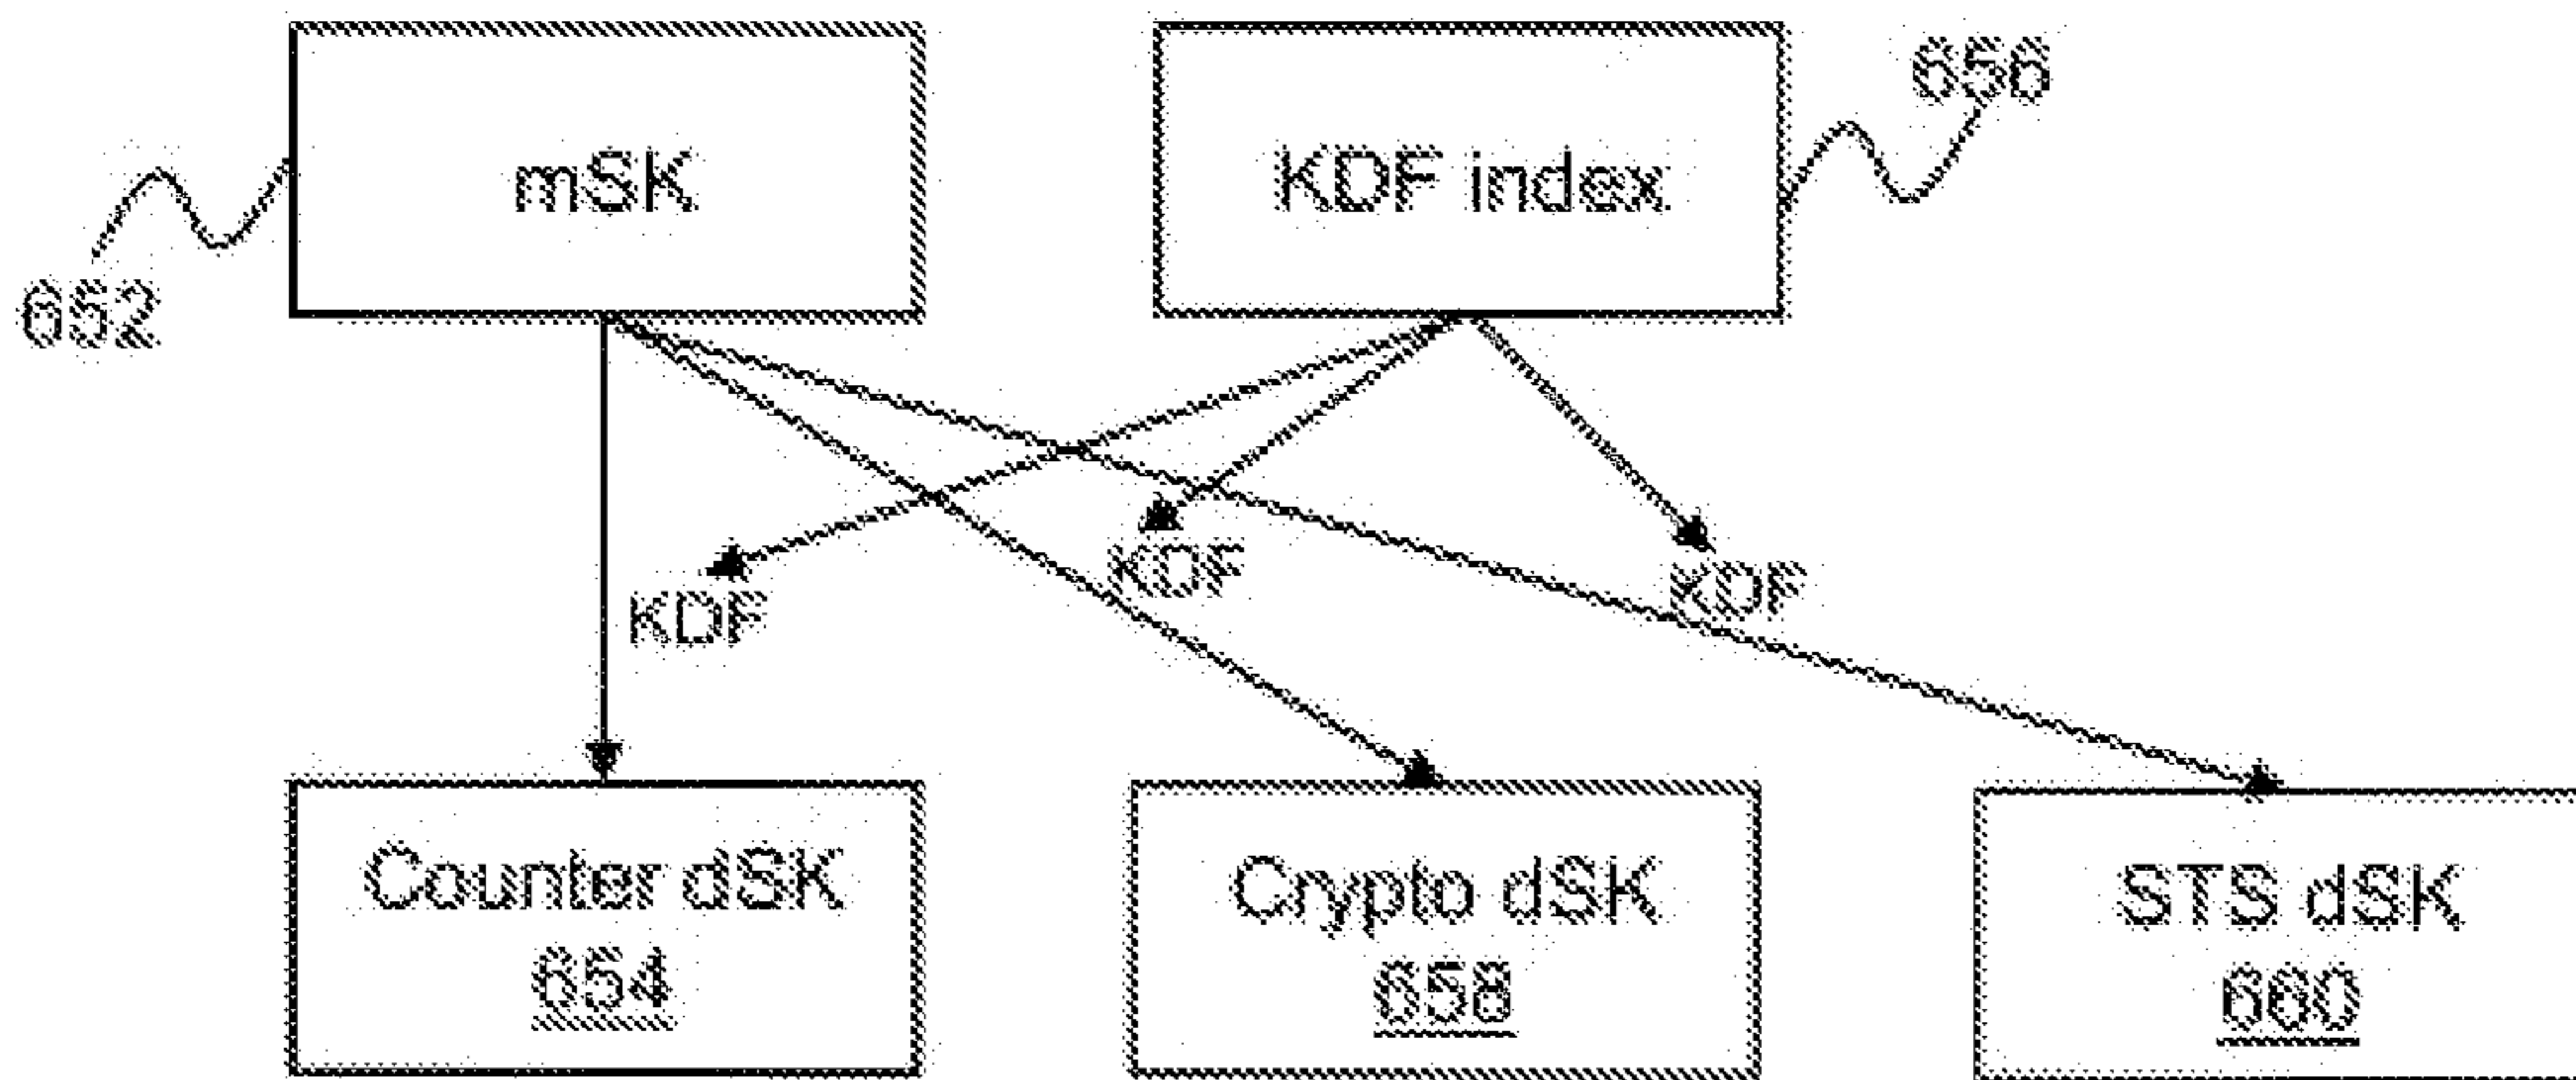 656
mSK
KDF index
652
KDF
KDF
KDF
Counter dSK
654
Crypto dSK
658
STS dSK
660